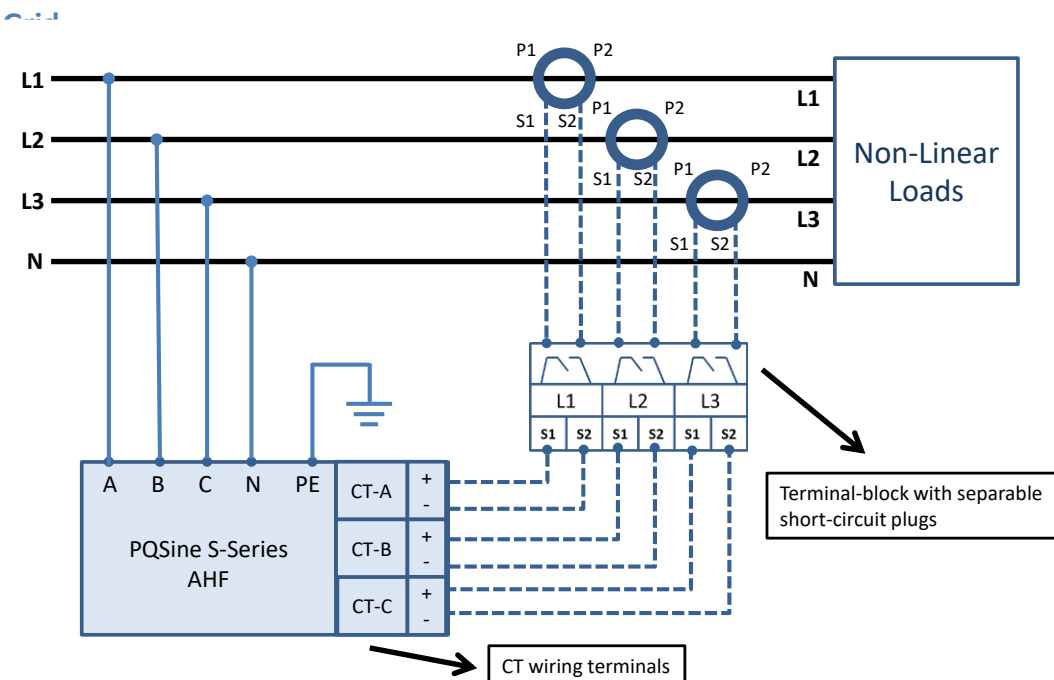 Grid
P1 P2
L1
L1
P1 P2
S1 S2
L2
L2
Non-Linear
Loads
P1 P2
S1 S2
L3
L3
S1 S2
N
N
L1 L2 L3
S1 S2 S1 S2 S1 S2
A B C N PE
CT-A + -
CT-B + -
CT-C + -
PQSine S-Series
AHF
Terminal-block with separable
short-circuit plugs
CT wiring terminals